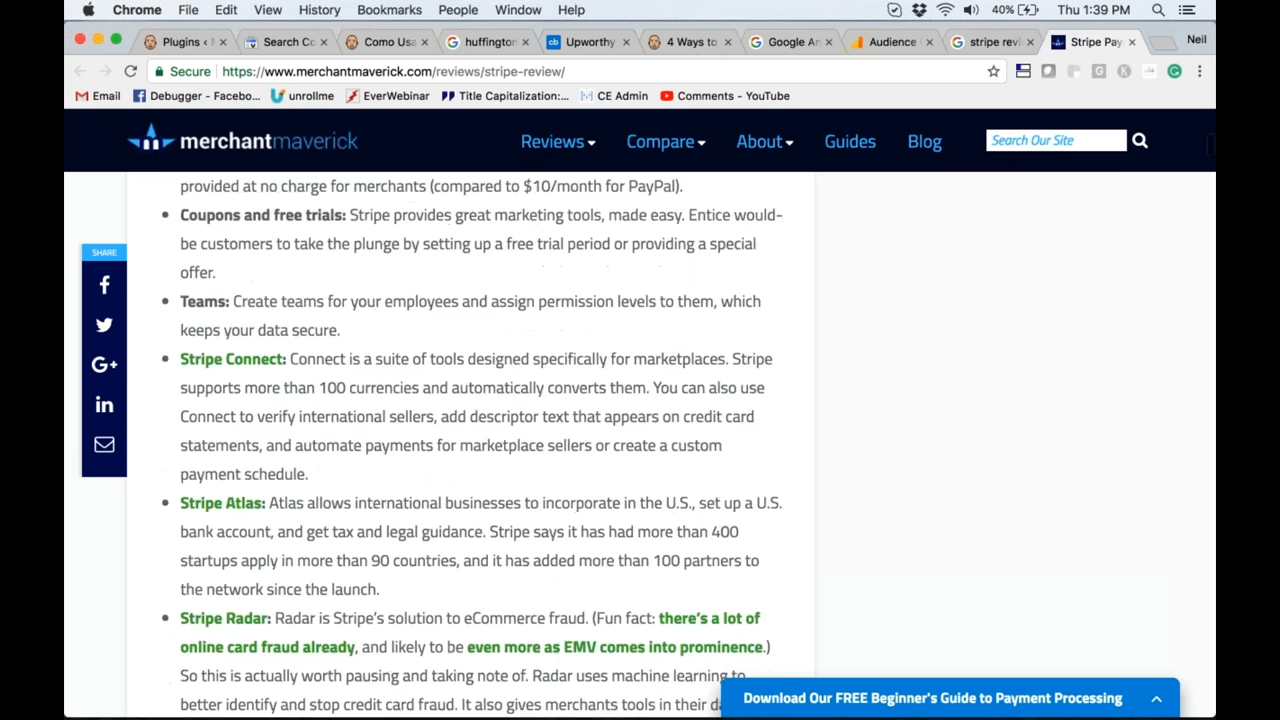 Chrome File Edit View History Bookmarks People Window Help 40% Thu 1:39 PM
Plugins ‹ Search Co Como Usa huffington Upworthy 4 Ways to Google An Audience stripe revi Stripe Pay Neil
Secure https://www.merchantmaverick.com/reviews/stripe-review/
Email Debugger - Facebo... unrollme EverWebinar Title Capitalization:... CE Admin Comments - YouTube
merchantmaverick Reviews Compare About Guides Blog Search Our Site
provided at no charge for merchants (compared to $10/month for PayPal).
Coupons and free trials: Stripe provides great marketing tools, made easy. Entice would-
be customers to take the plunge by setting up a free trial period or providing a special
SHARE
offer.
Teams: Create teams for your employees and assign permission levels to them, which
keeps your data secure.
Stripe Connect: Connect is a suite of tools designed specifically for marketplaces. Stripe
supports more than 100 currencies and automatically converts them. You can also use
Connect to verify international sellers, add descriptor text that appears on credit card
statements, and automate payments for marketplace sellers or create a custom
payment schedule.
Stripe Atlas: Atlas allows international businesses to incorporate in the U.S., set up a U.S.
bank account, and get tax and legal guidance. Stripe says it has had more than 400
startups apply in more than 90 countries, and it has added more than 100 partners to
the network since the launch.
Stripe Radar: Radar is Stripe's solution to eCommerce fraud. (Fun fact: there's a lot of
online card fraud already, and likely to be even more as EMV comes into prominence.)
So this is actually worth pausing and taking note of. Radar uses machine learning to
better identify and stop credit card fraud. It also gives merchants tools in their
Download Our FREE Beginner's Guide to Payment Processing